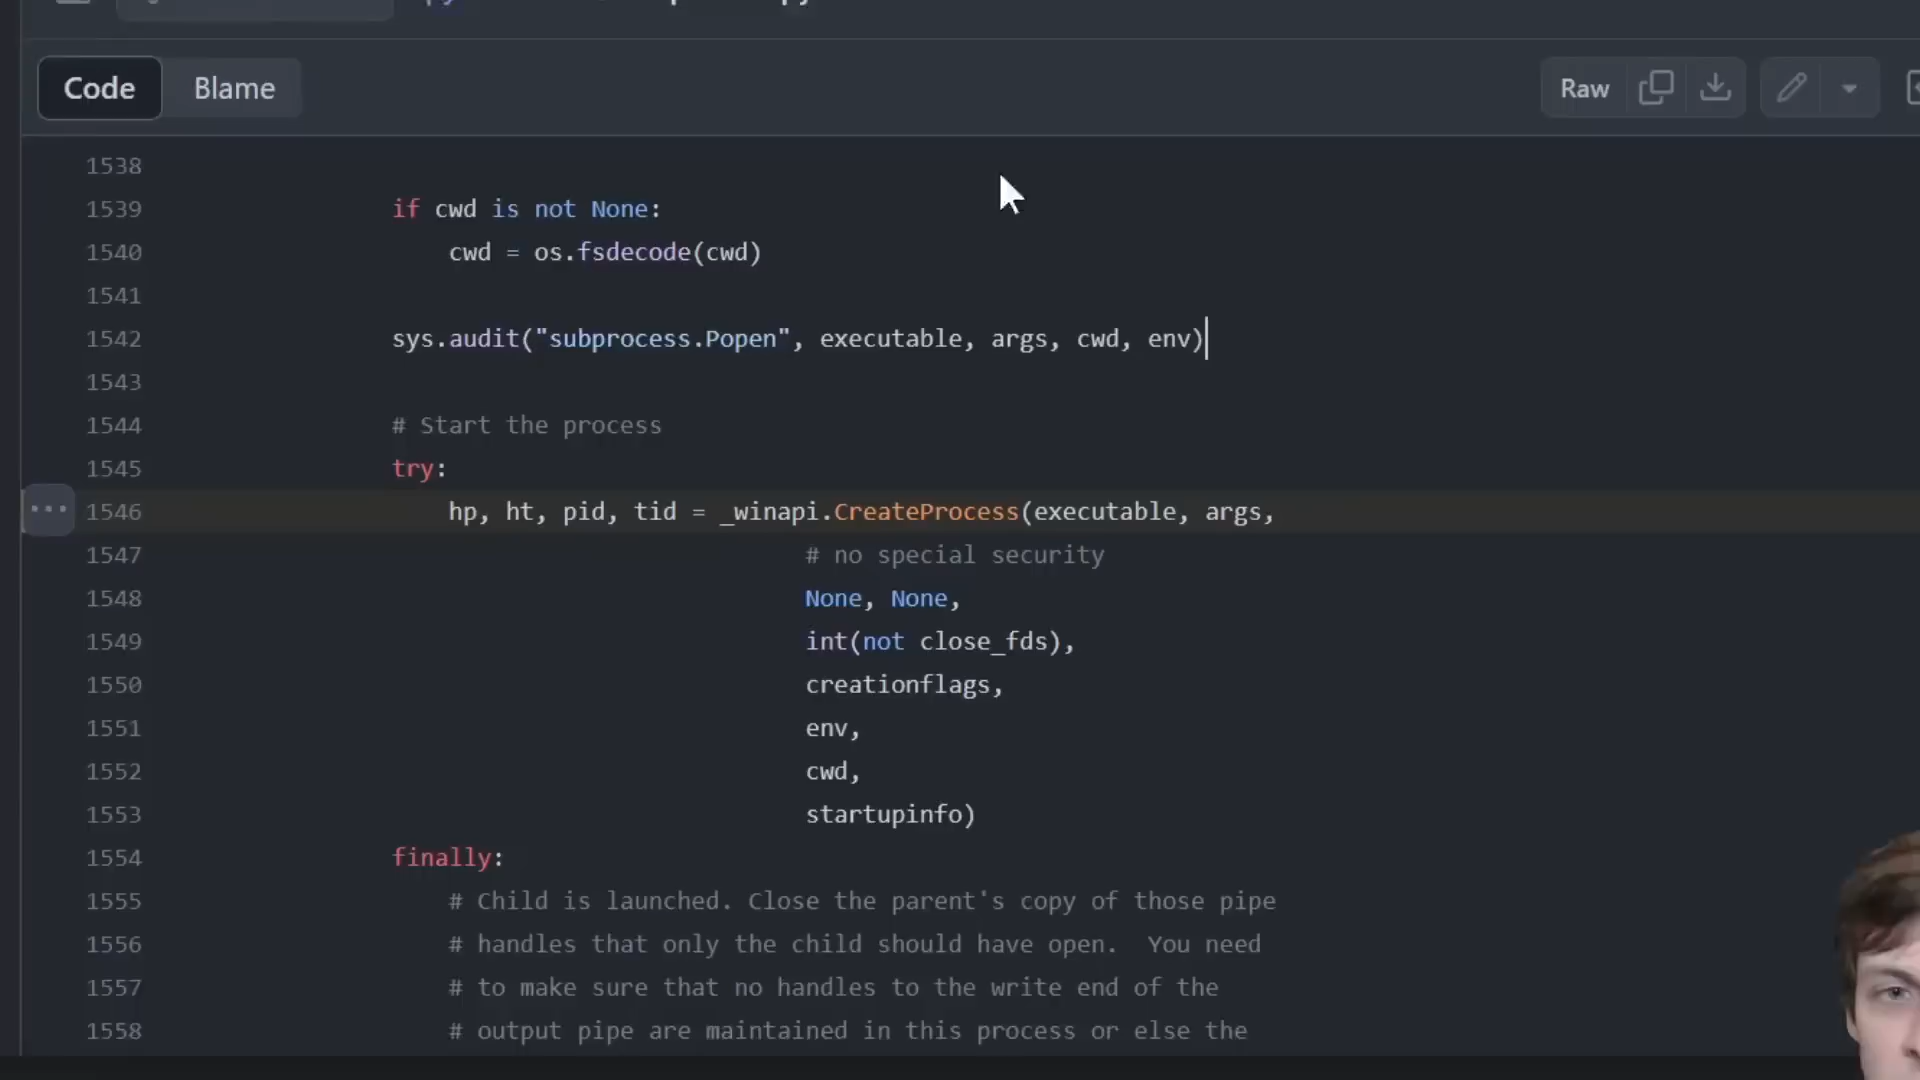 Code Blame Raw
1538
1539 if cwd is not None:
1540 cwd = os.fsdecode(cwd)
1541
1542 sys.audit("subprocess.Popen", executable, args, cwd, env)
1543
1544 # Start the process
1545 try:
1546 hp, ht, pid, tid = _winapi.CreateProcess(executable, args,
1547 # no special security
1548 None, None,
1549 int(not close_fds),
1550 creationflags,
1551 env,
1552 cwd,
1553 startupinfo)
1554 finally:
1555 # Child is launched. Close the parent's copy of those pipe
1556 # handles that only the child should have open.  You need
1557 # to make sure that no handles to the write end of the
1558 # output pipe are maintained in this process or else the